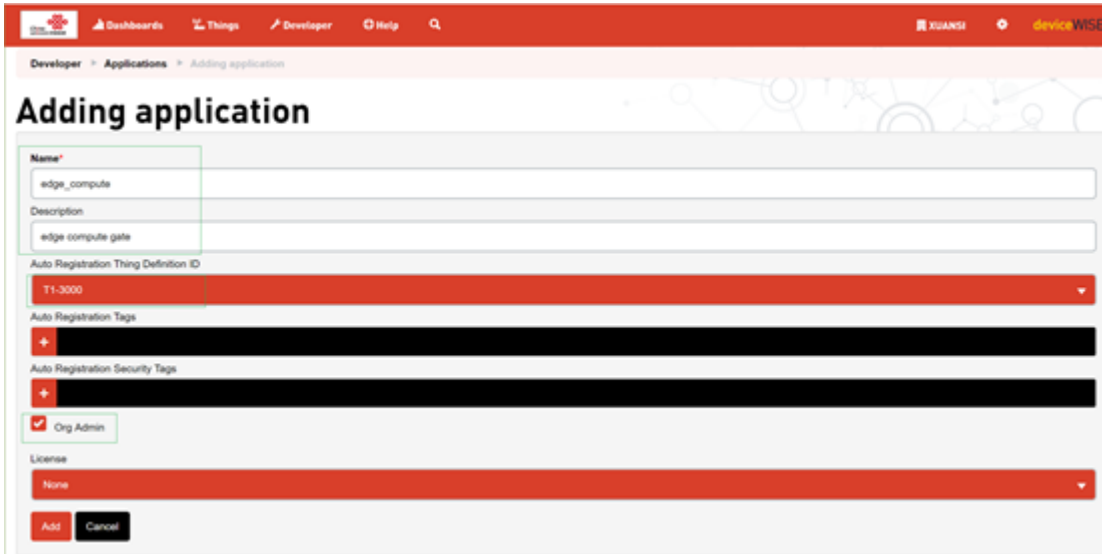 Dashboards Things Developer Help XUANSI deviceWISE
Developer Applications Adding application
Adding application
Name*
edge_compute
Description
edge compute gate
Auto Registration Thing Definition ID
T1-3000
Auto Registration Tags
+
Auto Registration Security Tags
+
Org Admin
License
None
Add Cancel